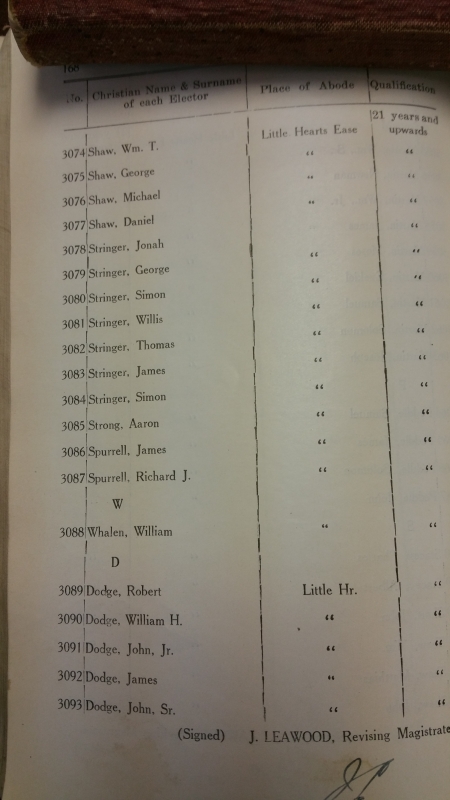 No. Christian Name & Surname of each Elector Place of Abode Qualification
3074 Shaw, Wm. T. Little Hearts Ease 21 years and upwards
3075 Shaw, George “ “
3076 Shaw, Michael “ “
3077 Shaw, Daniel “ “
3078 Stringer, Jonah “
3079 Stringer, George “ “
3080 Stringer, Simon “ “
3081 Stringer, Willis “ “
3082 Stringer, Thomas “ “
3083 Stringer, James “ “
3084 Stringer, Simon “ “
3085 Strong, Aaron “ “
3086 Spurrell, James “ “
3087 Spurrell, Richard J. “ “
W
3088 Whalen, William “ “
D
3089 Dodge, Robert Little Hr. “
3090 Dodge, William H. “ “
3091 Dodge, John, Jr. “ “
3092 Dodge, James “ “
3093 Dodge, John, Sr. “ “
(Signed) J. LEAWOOD, Revising Magistrate